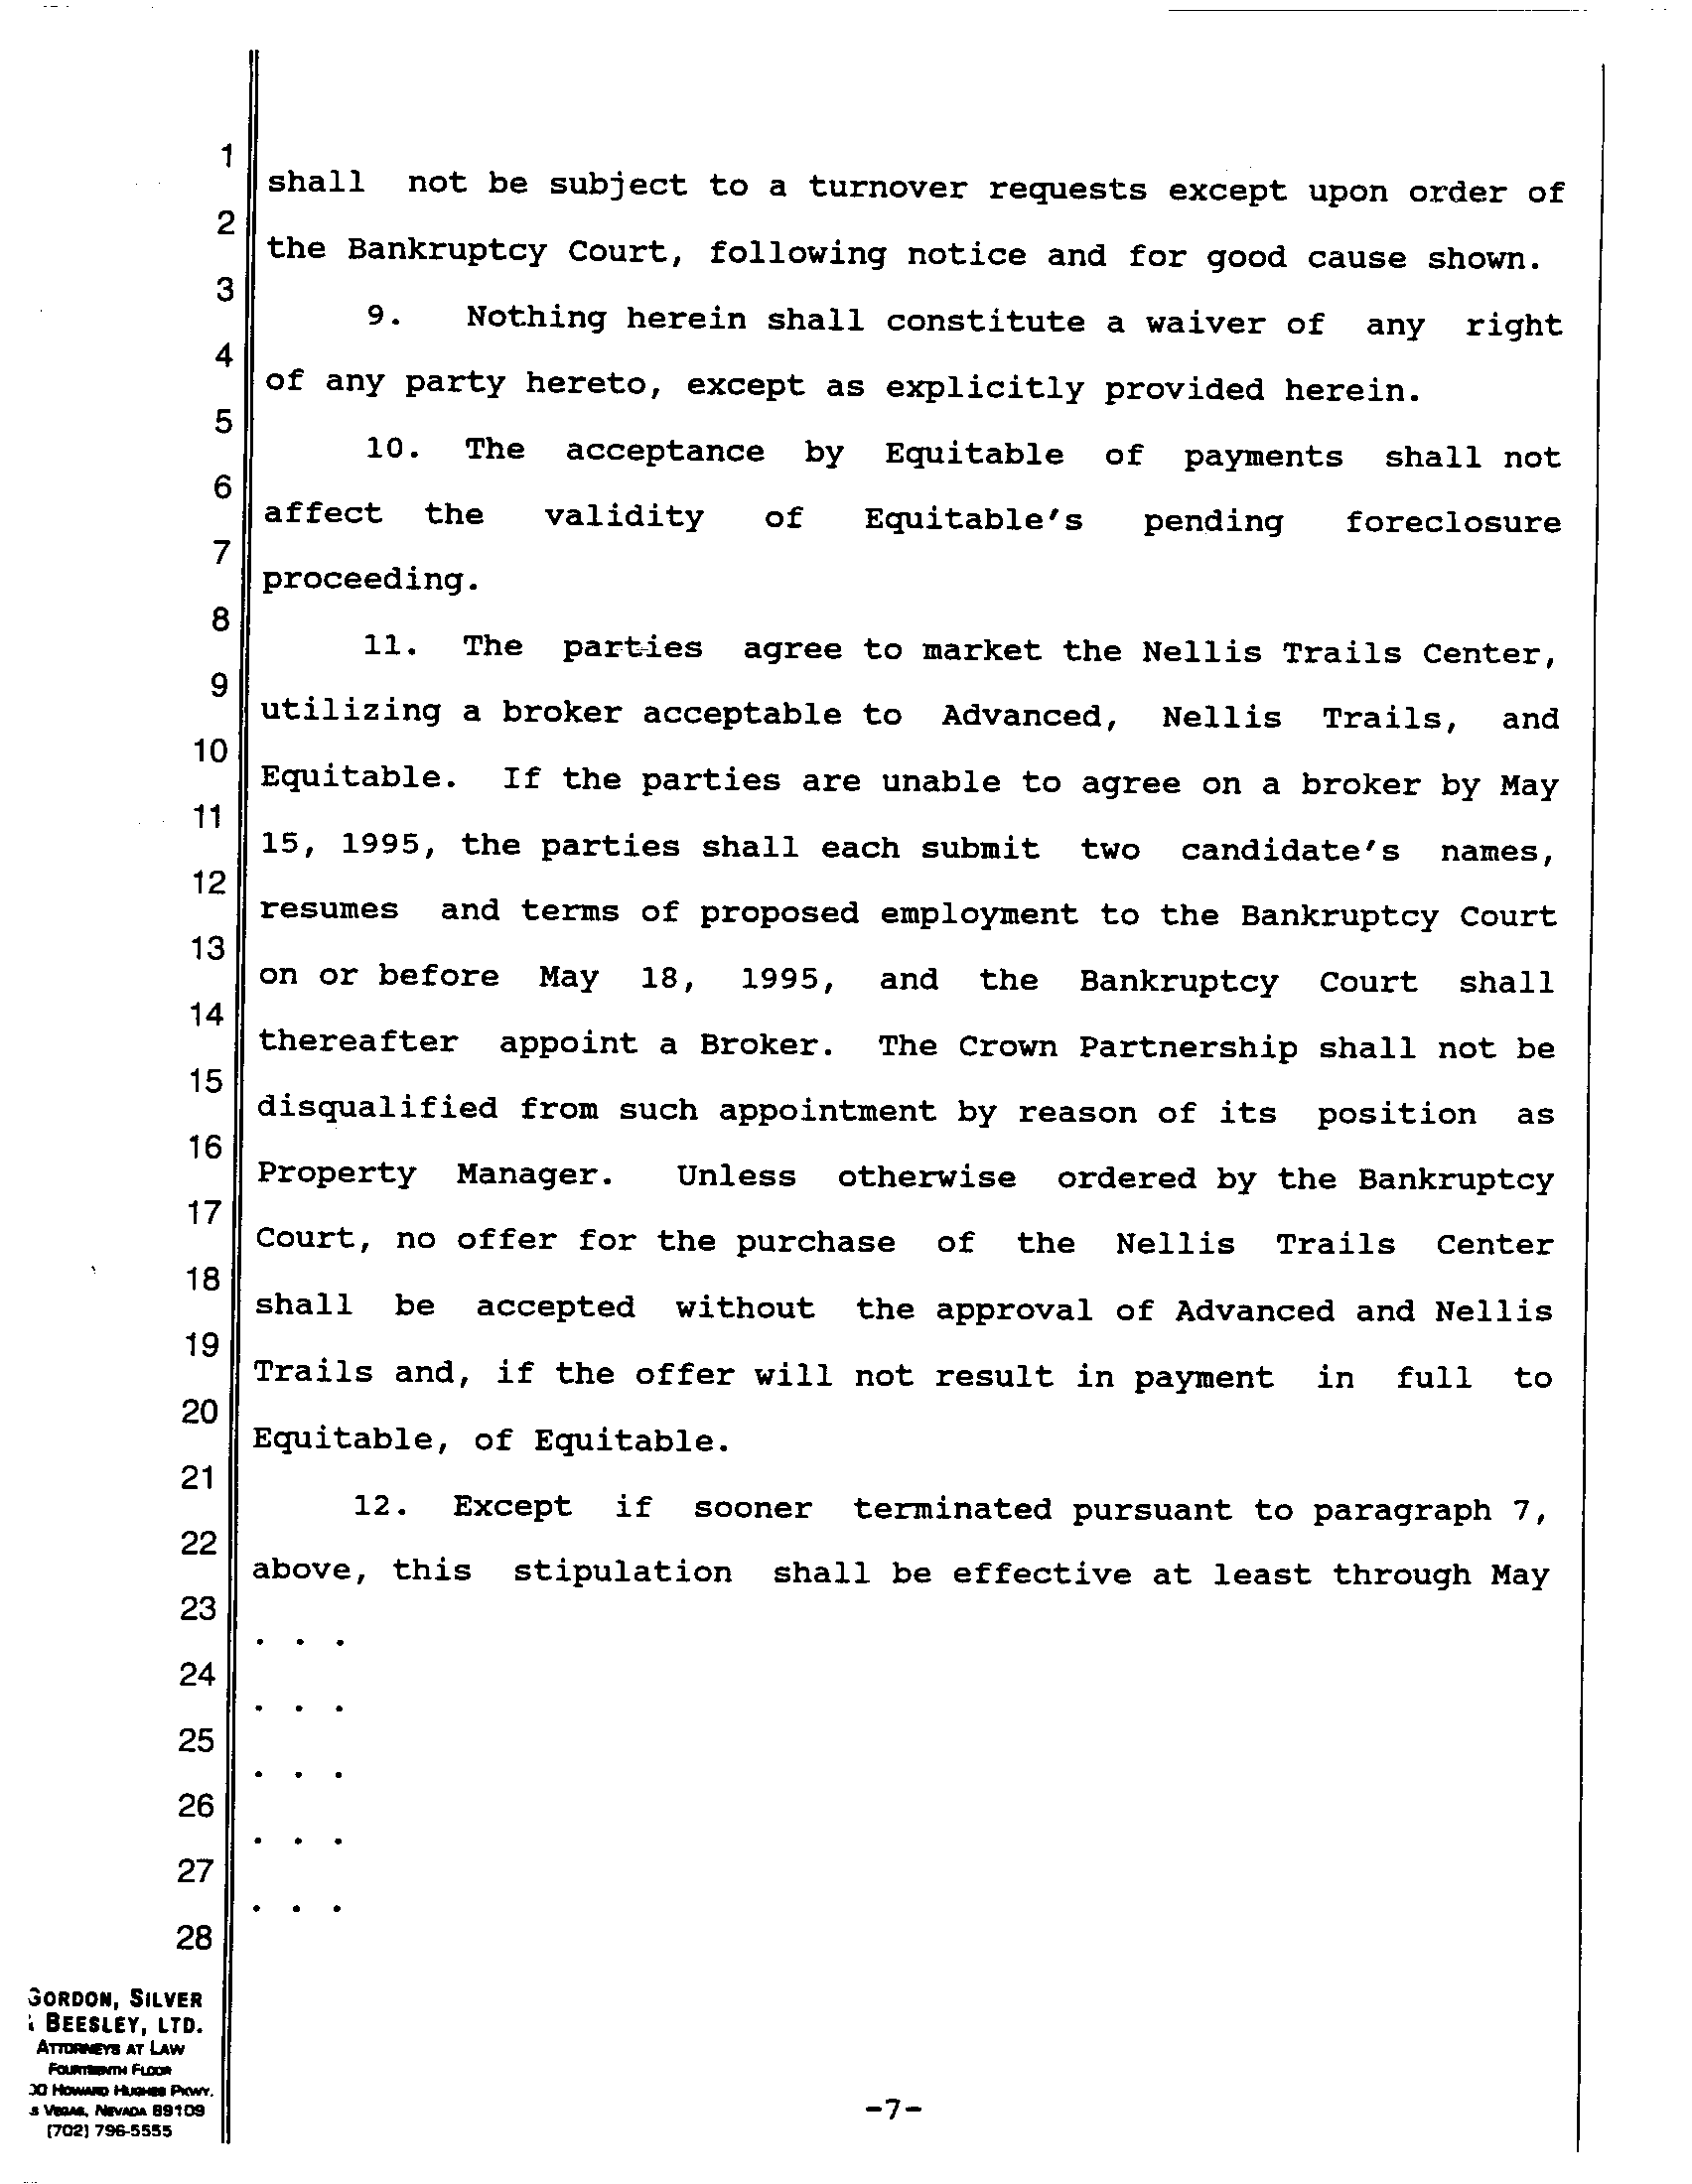 1
shall not be subject to a turnover requests except upon order of
2
the Bankruptcy Court, following notice and for good cause shown.
3
9. Nothing herein shall constitute a waiver of any right
4
of any party hereto, except as explicitly provided herein.
5
10. The acceptance by Equitable of payments shall not
6
affect the validity of Equitable's pending foreclosure
7
proceeding.
8
11. The parties agree to market the Nellis Trails Center,
9
utilizing a broker acceptable to Advanced, Nellis Trails, and
10
Equitable. If the parties are unable to agree on a broker by May
11
15, 1995, the parties shall each submit two candidate's names,
12
resumes and terms of proposed employment to the Bankruptcy Court
13
on or before May 18, 1995, and the Bankruptcy Court shall
14
thereafter appoint a Broker. The Crown Partnership shall not be
15
disqualified from such appointment by reason of its position as
16
Property Manager. Unless otherwise ordered by the Bankruptcy
17
Court, no offer for the purchase of the Nellis Trails Center
18
shall be accepted without the approval of Advanced and Nellis
19
Trails and, if the offer will not result in payment in full to
20
Equitable, of Equitable.
21
12. Except if sooner terminated pursuant to paragraph 7,
22
above, this stipulation shall be effective at least through May
23
. . .
24
. . .
25
. . .
26
. . .
27
. . .
28
GORDON, SILVER
& BEESLEY, LTD.
ATTORNEYS AT LAW
FOURTEENTH FLOOR
HOWARD HUGHES PKWY.
VEGAS, NEVADA 89109
(702) 796-5555
-7-